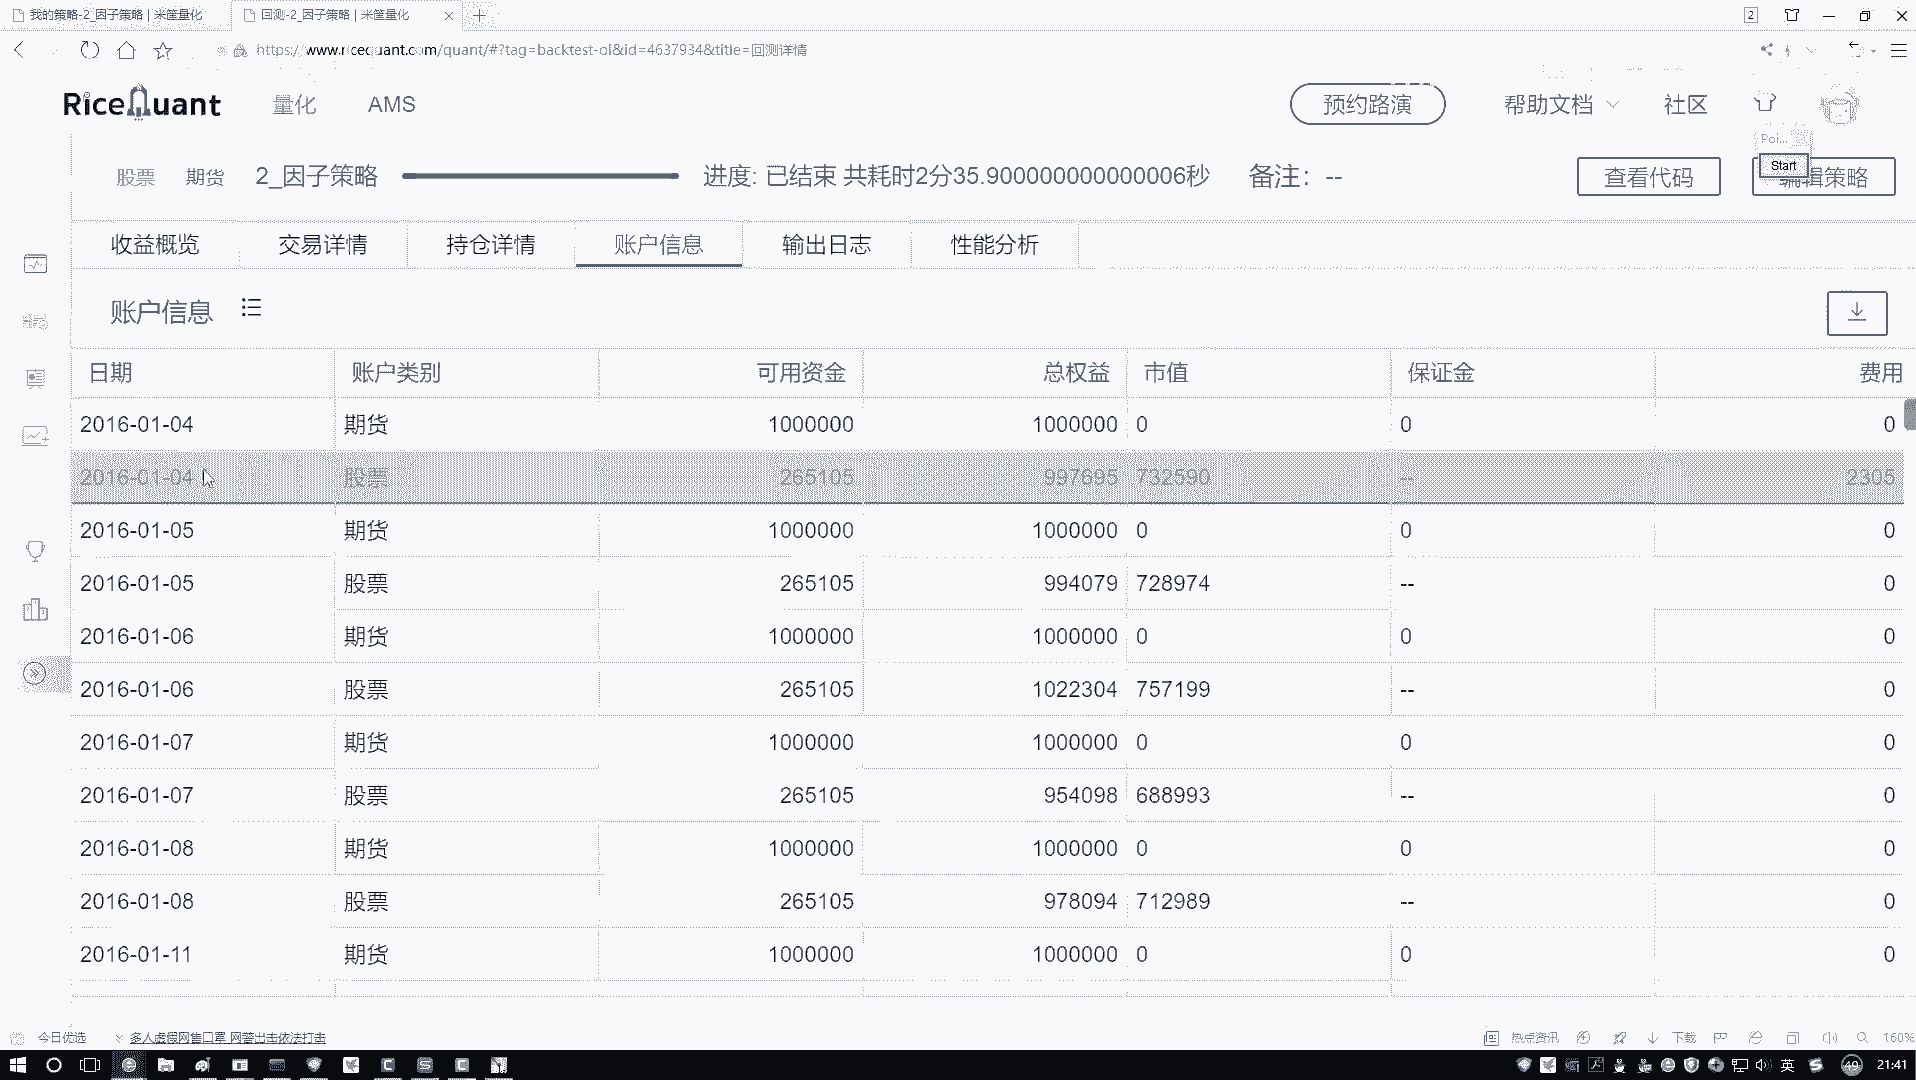 我的策略-2_因子策略 | 米筐量化
回测-2_因子策略 | 米筐量化
2
https://www.ricequant.com/quant/#?tag=backtest-ol&id=4637934&title=回测详情
RiceQuant
量化
AMS
预约路演
帮助文档
社区
Poi...
Start
股票
期货
2_因子策略
进度: 已结束 共耗时2分35.900000000000006秒
备注: --
查看代码
编辑策略
收益概览
交易详情
持仓详情
账户信息
输出日志
性能分析
账户信息
日期 账户类别 可用资金 总权益 市值 保证金 费用
2016-01-04 期货 1000000 1000000 0 0 0
2016-01-04 股票 265105 997695 732590 -- 2305
2016-01-05 期货 1000000 1000000 0 0 0
2016-01-05 股票 265105 994079 728974 -- 0
2016-01-06 期货 1000000 1000000 0 0 0
2016-01-06 股票 265105 1022304 757199 -- 0
2016-01-07 期货 1000000 1000000 0 0 0
2016-01-07 股票 265105 954098 688993 -- 0
2016-01-08 期货 1000000 1000000 0 0 0
2016-01-08 股票 265105 978094 712989 -- 0
2016-01-11 期货 1000000 1000000 0 0 0
今日优选
多人虚假网售口罩 网警出击依法打击
热点资讯
下载
160%
英
49
21:41